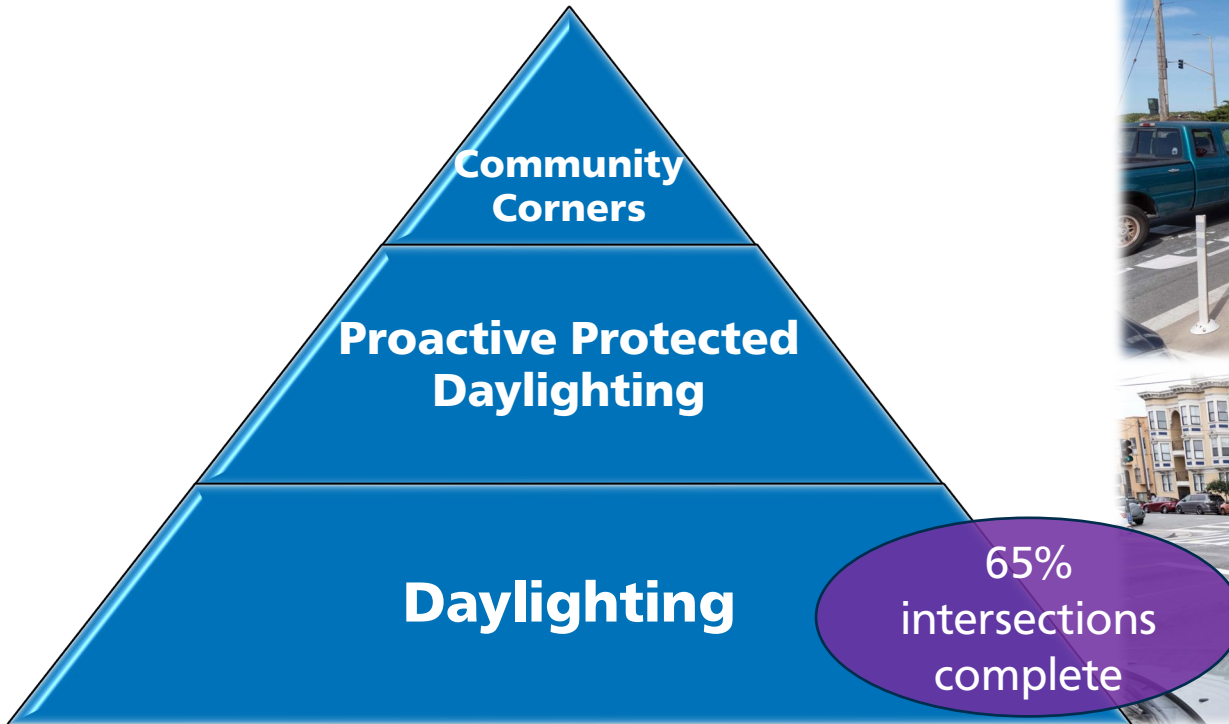 Community
Corners
Proactive Protected
Daylighting
Daylighting
65%
intersections
complete